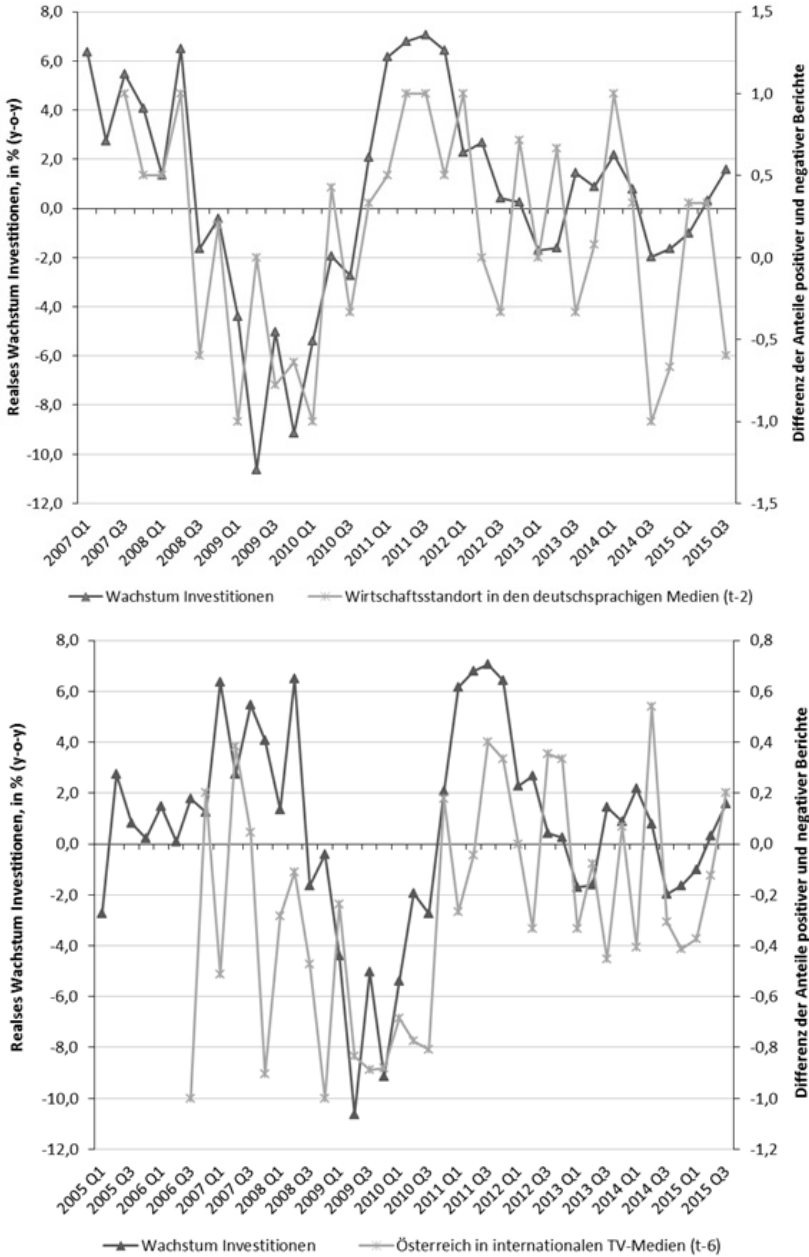 Realses Wachstum Investitionen, in % (y-o-y)
8,0
6,0
4,0
2,0
0,0
-2,0
-4,0
-6,0
-8,0
-10,0
-12,0
1,5
1,0
0,5
0,0
-0,5
-1,0
-1,5
Differenz der Anteile positiver und negativer Berichte
2007 Q1
2007 Q3
2008 Q1
2008 Q3
2009 Q1
2009 Q3
2010 Q1
2010 Q3
2011 Q1
2011 Q3
2012 Q1
2012 Q3
2013 Q1
2013 Q3
2014 Q1
2014 Q3
2015 Q1
2015 Q3
Wachstum Investitionen
Wirtschaftsstandort in den deutschsprachigen Medien (t-2)
Realses Wachstum Investitionen, in % (y-o-y)
8,0
6,0
4,0
2,0
0,0
-2,0
-4,0
-6,0
-8,0
-10,0
-12,0
0,8
0,6
0,4
0,2
0,0
-0,2
-0,4
-0,6
-0,8
-1,0
-1,2
Differenz der Anteile positiver und negativer Berichte
2005 Q1
2005 Q3
2006 Q1
2006 Q3
2007 Q1
2007 Q3
2008 Q1
2008 Q3
2009 Q1
2009 Q3
2010 Q1
2010 Q3
2011 Q1
2011 Q3
2012 Q1
2012 Q3
2013 Q1
2013 Q3
2014 Q1
2014 Q3
2015 Q1
2015 Q3
Wachstum Investitionen
Österreich in internationalen TV-Medien (t-6)